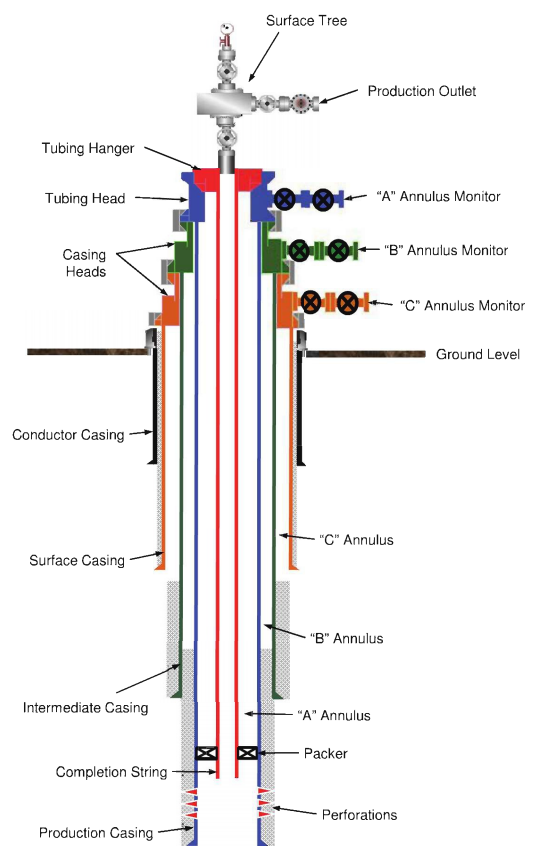 Surface Tree
Production Outlet
Tubing Hanger
Tubing Head
“A” Annulus Monitor
Casing
Heads
“B” Annulus Monitor
“C” Annulus Monitor
Ground Level
Conductor Casing
“C” Annulus
Surface Casing
“B” Annulus
Intermediate Casing
“A” Annulus
Packer
Completion String
Perforations
Production Casing